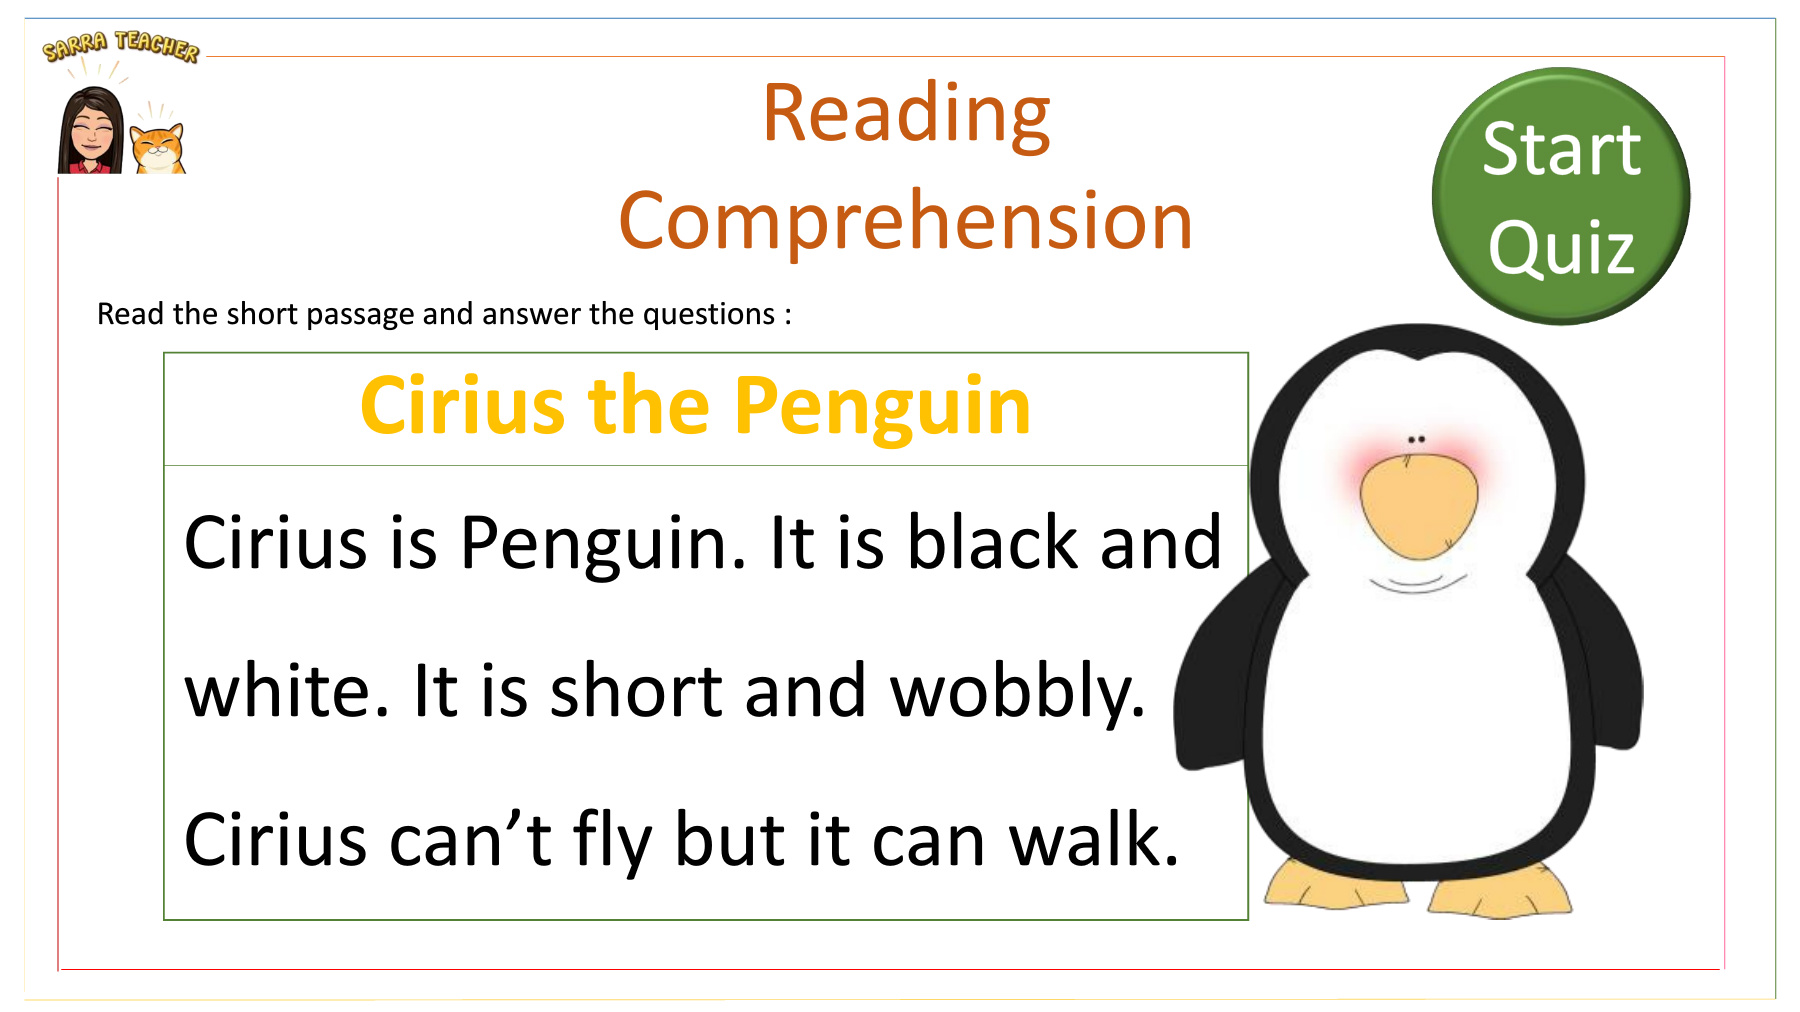 SARRA TEACHER
Reading
Comprehension
Start
Quiz
Read the short passage and answer the questions :
Cirius the Penguin
Cirius is Penguin. It is black and
white. It is short and wobbly.
Cirius can’t fly but it can walk.